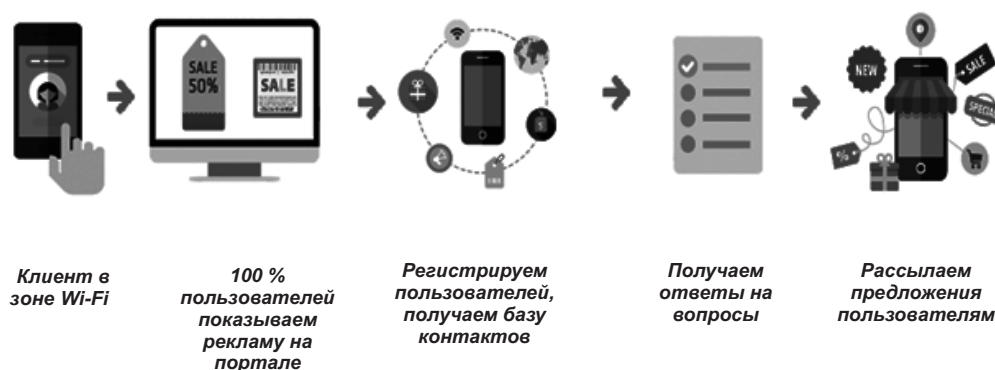 SALE
50%
SALE
NEW
SALE
SPECIAL
%
Клиент в
зоне Wi-Fi
100 %
пользователей
показываем
рекламу на
портале
Регистрируем
пользователей,
получаем базу
контактов
Получаем
ответы на
вопросы
Рассылаем
предложения
пользователям